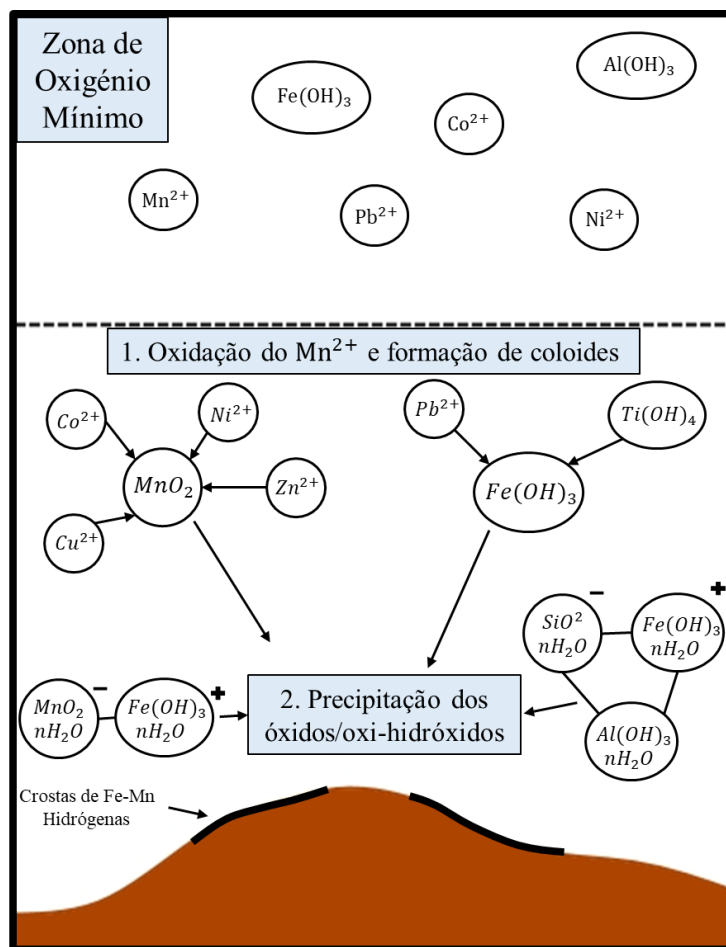 Zona de
Oxigénio
Mínimo
Fe(OH)₃
Al(OH)₃
Co²⁺
Mn²⁺
Pb²⁺
Ni²⁺
1. Oxidação do Mn²⁺ e formação de coloides
Co²⁺
Ni²⁺
Pb²⁺
Ti(OH)₄
MnO₂
Zn²⁺
Fe(OH)₃
Cu²⁺
−
+
SiO²
nH₂O
Fe(OH)₃
nH₂O
−
+
MnO₂
nH₂O
Fe(OH)₃
nH₂O
2. Precipitação dos
óxidos/oxi-hidróxidos
Al(OH)₃
nH₂O
Crostas de Fe-Mn
Hidrógenas